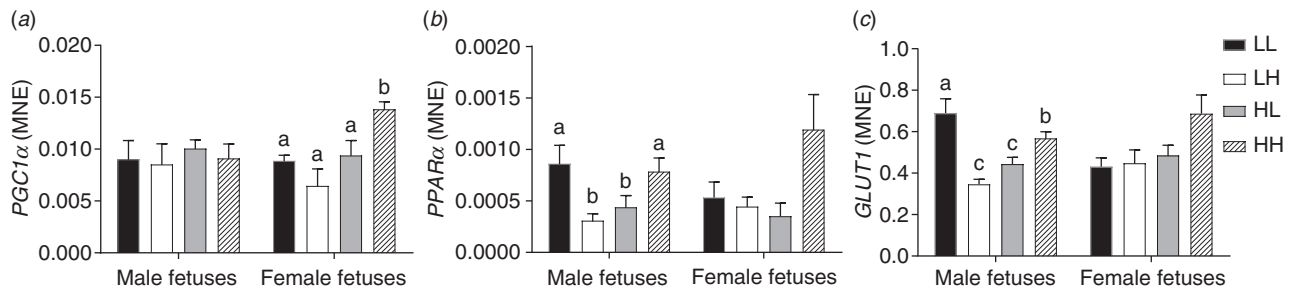 (a)
0.020
0.015
0.010
0.005
0.000
PGC1α (MNE)
a
a
a
b
Male fetuses
Female fetuses
(b)
0.0020
0.0015
0.0010
0.0005
0.0000
PPARα (MNE)
a
b
b
a
Male fetuses
Female fetuses
(c)
1.0
0.8
0.6
0.4
0.2
0.0
GLUT1 (MNE)
a
c
c
b
Male fetuses
Female fetuses
LL
LH
HL
HH